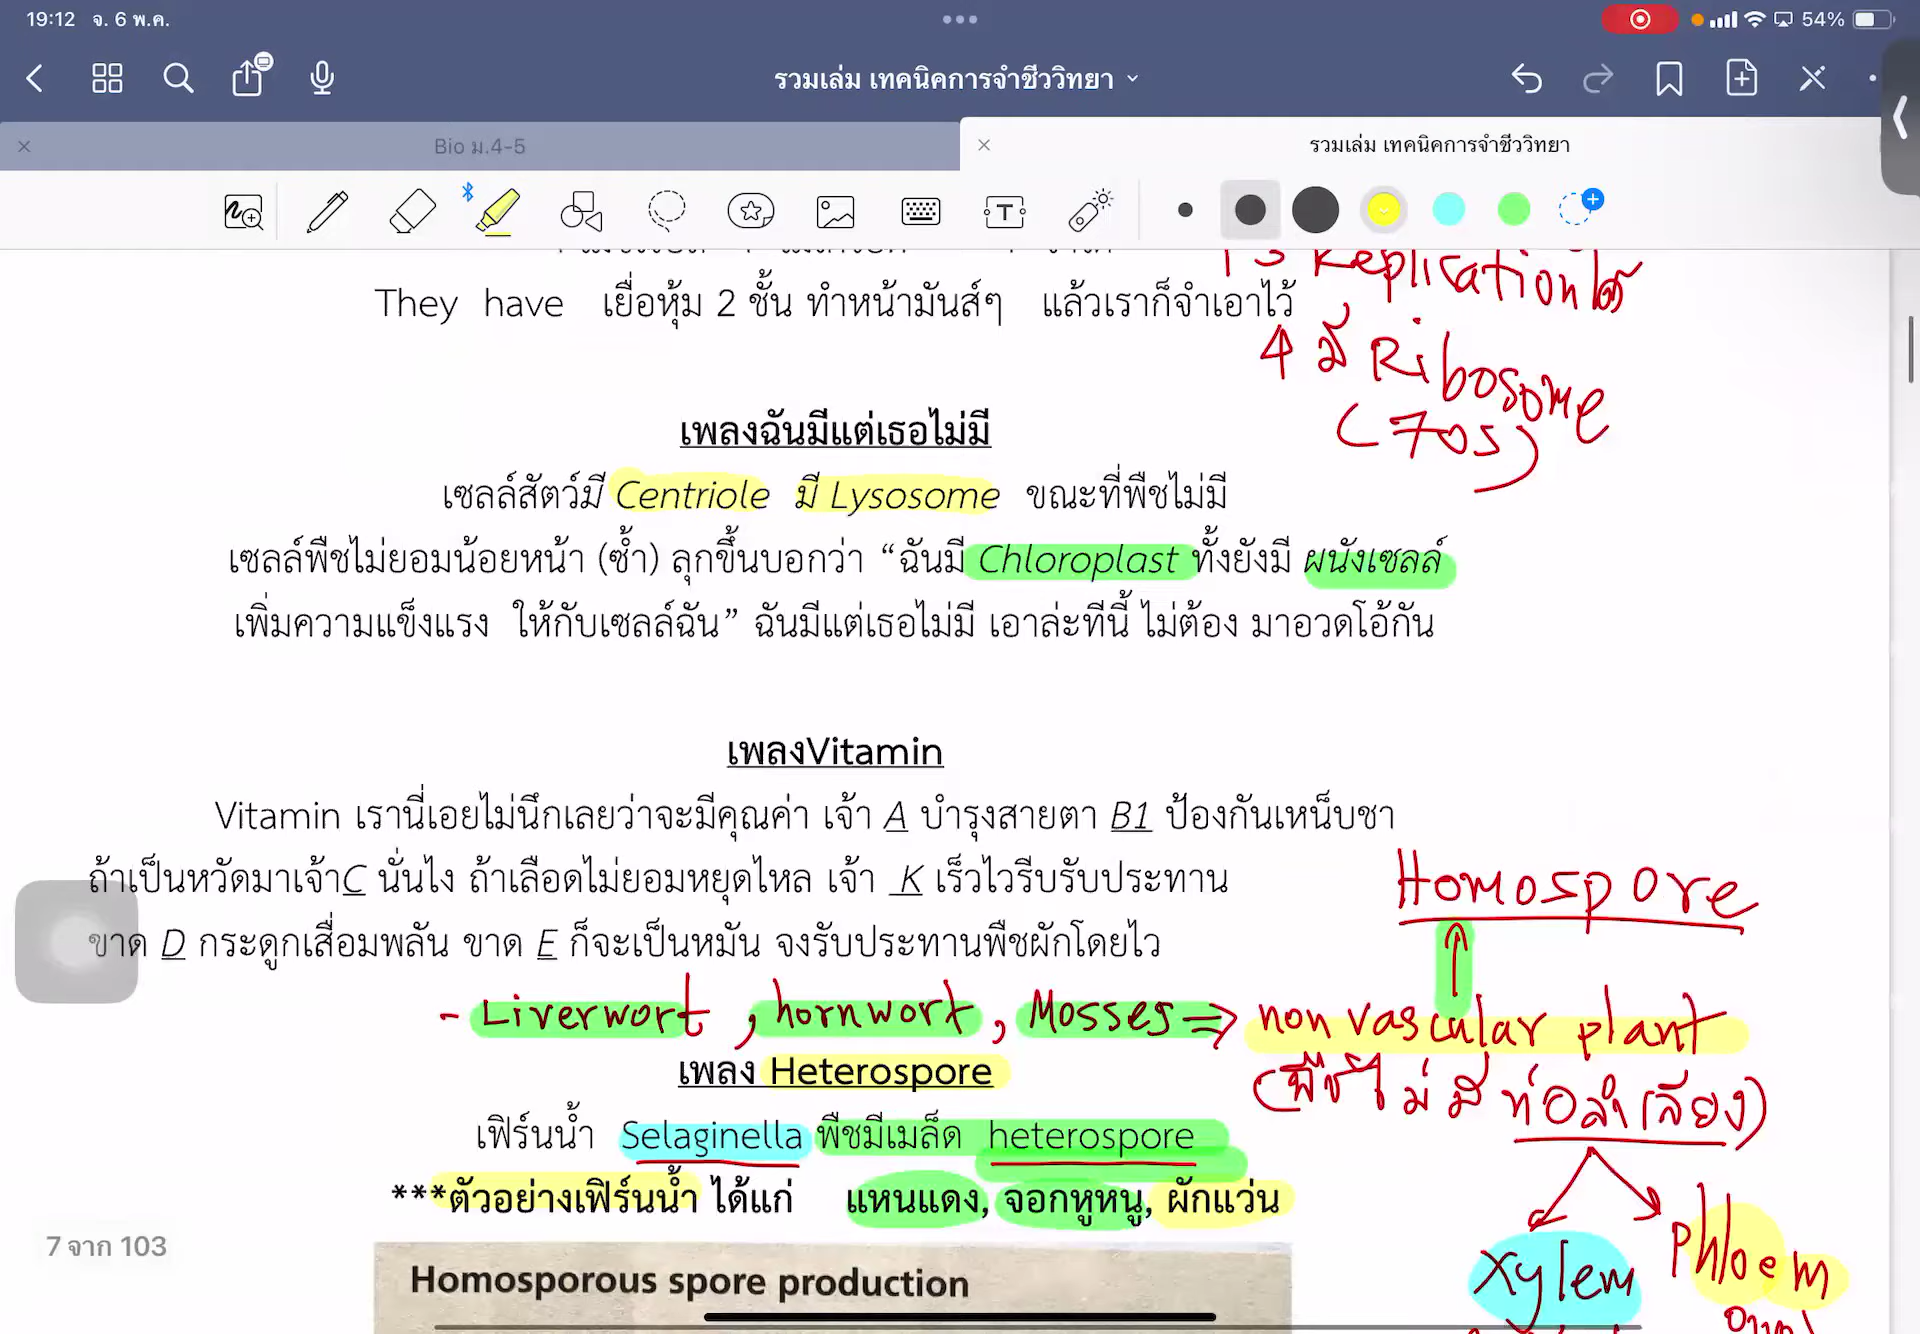 19:12 จ. 6 พ.ค.
54%
รวมเล่ม เทคนิคการจำชีววิทยา
Bio ม.4-5
รวมเล่ม เทคนิคการจำชีววิทยา
3 Replication ได้
They have เยื่อหุ้ม 2 ชั้น ทำหน้ามันส์ๆ แล้วเราก็จำเอาไว้
4 มี Ribosome
(70s)
เพลงฉันมีแต่เธอไม่มี
เซลล์สัตว์มี Centriole มี Lysosome ขณะที่พืชไม่มี
เซลล์พืชไม่ยอมน้อยหน้า (ซ้ำ) ลุกขึ้นบอกว่า “ฉันมี Chloroplast ทั้งยังมี ผนังเซลล์
เพิ่มความแข็งแรง ให้กับเซลล์ฉัน” ฉันมีแต่เธอไม่มี เอาล่ะทีนี้ ไม่ต้อง มาอวดโอ้กัน
เพลงVitamin
Vitamin เรานี่เอยไม่นึกเลยว่าจะมีคุณค่า เจ้า A บำรุงสายตา B1 ป้องกันเหน็บชา
ถ้าเป็นหวัดมาเจ้าC นั่นไง ถ้าเลือดไม่ยอมหยุดไหล เจ้า K เร็วไวรีบรับประทาน
ขาด D กระดูกเสื่อมพลัน ขาด E ก็จะเป็นหมัน จงรับประทานพืชผักโดยไว
Homospore
- Liverwort, hornwort, Mosses ⇒ non vascular plant
(พืชไม่มีท่อลำเลียง)
เพลง Heterospore
เฟิร์นน้ำ Selaginella พืชมีเมล็ด heterospore
***ตัวอย่างเฟิร์นน้ำ ได้แก่ แหนแดง, จอกหูหนู, ผักแว่น
Xylem Phloem
7 จาก 103
Homosporous spore production